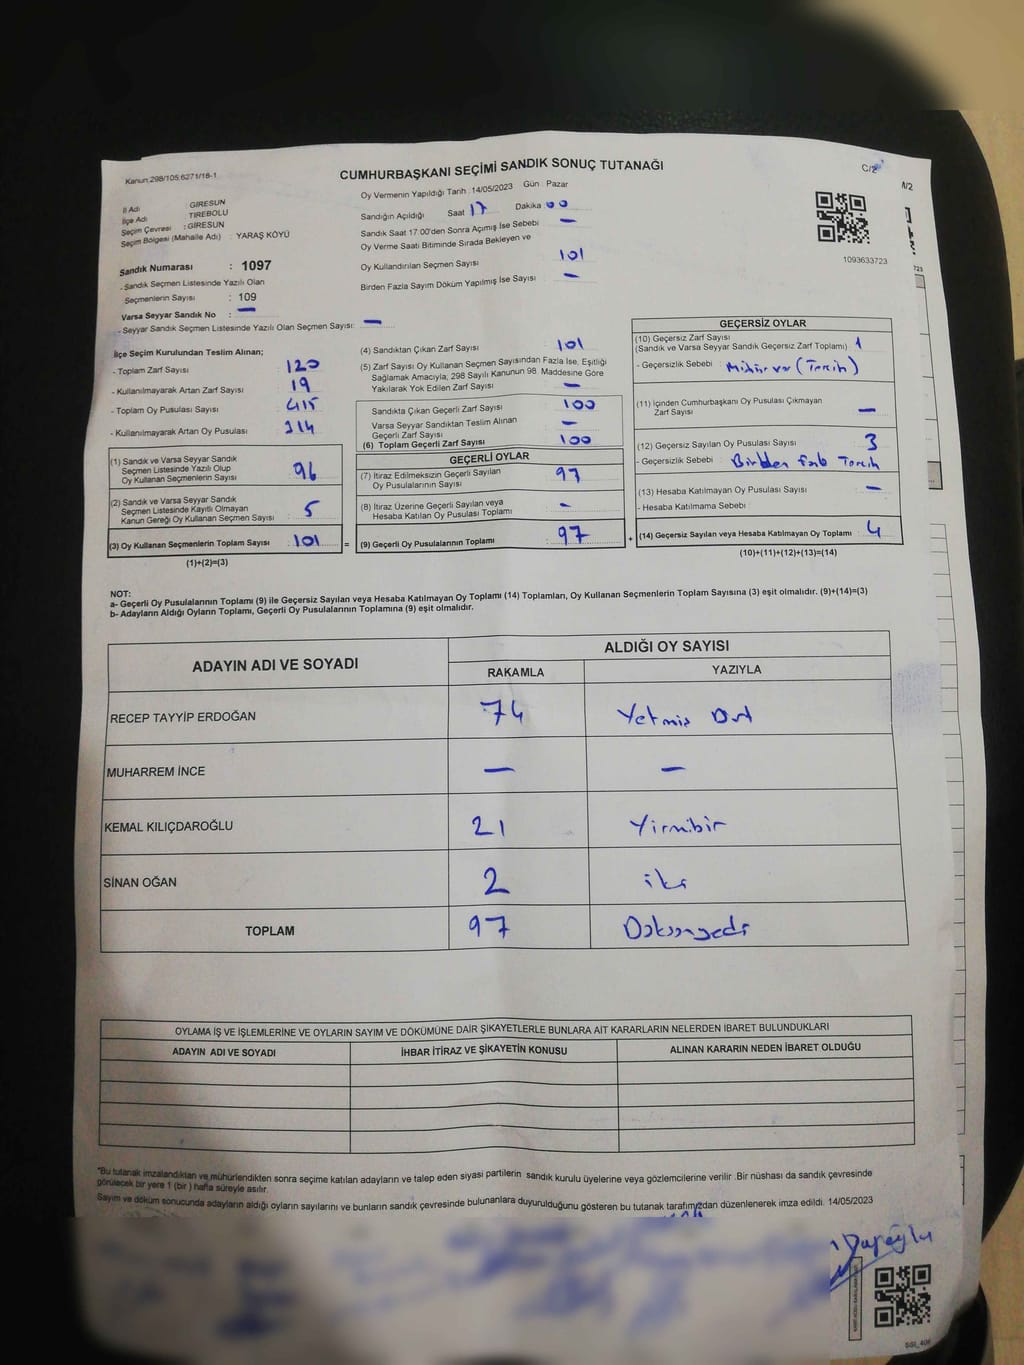 CUMHURBAŞKANI SEÇİMİ SANDIK SONUÇ TUTANAĞI
Kanun:298/105;6271/18-1
C/2
A/2
İl Adı : GİRESUN
İlçe Adı : TİREBOLU
Seçim Çevresi : GİRESUN
Seçim Bölgesi (Mahalle Adı) : YARAŞ KÖYÜ
Sandık Numarası : 1097
- Sandık Seçmen Listesinde Yazılı Olan
Seçmenlerin Sayısı : 109
Varsa Seyyar Sandık No : —
- Seyyar Sandık Seçmen Listesinde Yazılı Olan Seçmen Sayısı: —
Oy Vermenin Yapıldığı Tarih : 14/05/2023 Gün : Pazar
Sandığın Açıldığı Saat 17 Dakika : 00
Sandık Saat 17:00'den Sonra Açımış İse Sebebi —
Oy Verme Saati Bitiminde Sırada Bekleyen ve
Oy Kullandırılan Seçmen Sayısı 101
Birden Fazla Sayım Döküm Yapılmış İse Sayısı —
1093633723
İlçe Seçim Kurulundan Teslim Alınan;
- Toplam Zarf Sayısı : 120
- Kullanılmayarak Artan Zarf Sayısı : 19
- Toplam Oy Pusulası Sayısı : 415
- Kullanılmayarak Artan Oy Pusulası : 314
(1) Sandık ve Varsa Seyyar Sandık
Seçmen Listesinde Yazılı Olup
Oy Kullanan Seçmenlerin Sayısı : 96
(2) Sandık ve Varsa Seyyar Sandık
Seçmen Listesinde Kayıtlı Olmayan
Kanun Gereği Oy Kullanan Seçmen Sayısı : 5
(3) Oy Kullanan Seçmenlerin Toplam Sayısı : 101 =
(1)+(2)=(3)
(4) Sandıktan Çıkan Zarf Sayısı : 101
(5) Zarf Sayısı Oy Kullanan Seçmen Sayısından Fazla İse, Eşitliği
Sağlamak Amacıyla; 298 Sayılı Kanunun 98. Maddesine Göre
Yakılarak Yok Edilen Zarf Sayısı : —
Sandıkta Çıkan Geçerli Zarf Sayısı : 100
Varsa Seyyar Sandıktan Teslim Alınan
Geçerli Zarf Sayısı : —
(6) Toplam Geçerli Zarf Sayısı : 100
GEÇERLİ OYLAR
(7) İtiraz Edilmeksizin Geçerli Sayılan
Oy Pusulalarının Sayısı : 97
(8) İtiraz Üzerine Geçerli Sayılan veya
Hesaba Katılan Oy Pusulası Toplamı : -
(9) Geçerli Oy Pusulalarının Toplamı : 97 +
GEÇERSİZ OYLAR
(10) Geçersiz Zarf Sayısı
(Sandık ve Varsa Seyyar Sandık Geçersiz Zarf Toplamı) : 1
- Geçersizlik Sebebi : Mühür var (Tercih)
(11) İçinden Cumhurbaşkanı Oy Pusulası Çıkmayan
Zarf Sayısı : —
(12) Geçersiz Sayılan Oy Pusulası Sayısı : 3
- Geçersizlik Sebebi : Birden fazla Tercih
(13) Hesaba Katılmayan Oy Pusulası Sayısı : —
- Hesaba Katılmama Sebebi :
(14) Geçersiz Sayılan veya Hesaba Katılmayan Oy Toplamı : 4
(10)+(11)+(12)+(13)=(14)
NOT:
a- Geçerli Oy Pusulalarının Toplamı (9) ile Geçersiz Sayılan veya Hesaba Katılmayan Oy Toplamı (14) Toplamları, Oy Kullanan Seçmenlerin Toplam Sayısına (3) eşit olmalıdır. (9)+(14)=(3)
b- Adayların Aldığı Oyların Toplamı, Geçerli Oy Pusulalarının Toplamına (9) eşit olmalıdır.
ADAYIN ADI VE SOYADI
ALDIĞI OY SAYISI
RAKAMLA YAZIYLA
RECEP TAYYİP ERDOĞAN 74 Yetmiş Dört
MUHARREM İNCE — —
KEMAL KILIÇDAROĞLU 21 Yirmibir
SİNAN OĞAN 2 iki
TOPLAM 97 Doksanyedi
OYLAMA İŞ VE İŞLEMLERİNE VE OYLARIN SAYIM VE DÖKÜMÜNE DAİR ŞİKAYETLERLE BUNLARA AİT KARARLARIN NELERDEN İBARET BULUNDUKLARI
ADAYIN ADI VE SOYADI İHBAR İTİRAZ VE ŞİKAYETİN KONUSU ALINAN KARARIN NEDEN İBARET OLDUĞU
*Bu tutanak imzalandıktan ve mühürlendikten sonra seçime katılan adayların ve talep eden siyasi partilerin sandık kurulu üyelerine veya gözlemcilerine verilir .Bir nüshası da sandık çevresinde
görülecek bir yere 1 (bir ) hafta süreyle asılır.
Sayım ve döküm sonucunda adayların aldığı oyların sayılarını ve bunların sandık çevresinde bulunanlara duyurulduğunu gösteren bu tutanak tarafımızdan düzenlenerek imza edildi. 14/05/2023